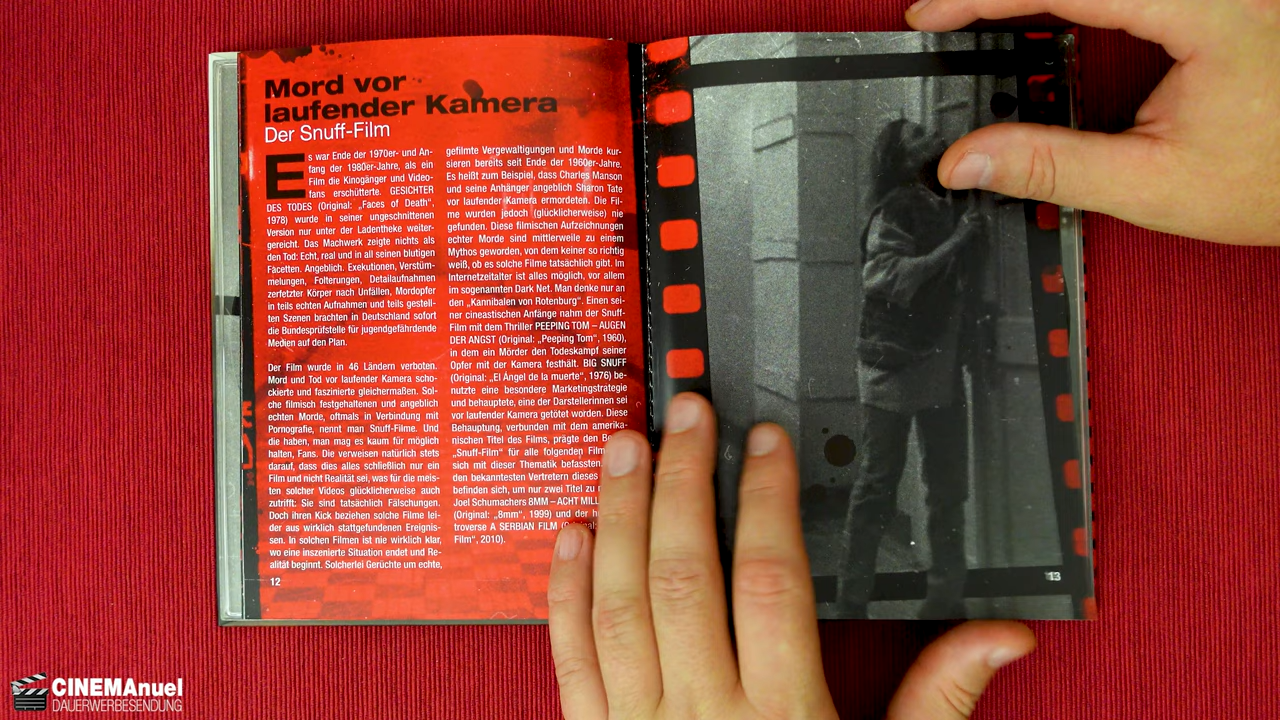 Mord vor
laufender Kamera
Der Snuff-Film
Es war Ende der 1970er- und An-
fang der 1980er-Jahre, als ein
Film die Kinogänger und Video-
fans erschütterte. GESICHTER
DES TODES (Original: „Faces of Death“,
1978) wurde in seiner ungeschnittenen
Version nur unter der Ladentheke weiter-
gereicht. Das Machwerk zeigte nichts als
den Tod: Echt, real und in all seinen blutigen
Facetten. Angeblich. Exekutionen, Verstüm-
melungen, Folterungen, Detailaufnahmen
zerfetzter Körper nach Unfällen, Mordopfer
in teils echten Aufnahmen und teils gestell-
ten Szenen brachten in Deutschland sofort
die Bundesprüfstelle für jugendgefährdende
Medien auf den Plan.
Der Film wurde in 46 Ländern verboten.
Mord und Tod vor laufender Kamera scho-
ckierte und faszinierte gleichermaßen. Sol-
che filmisch festgehaltenen und angeblich
echten Morde, oftmals in Verbindung mit
Pornografie, nennt man Snuff-Filme. Und
die haben, man mag es kaum für möglich
halten, Fans. Die verweisen natürlich stets
darauf, dass dies alles schließlich nur ein
Film und nicht Realität sei, was für die meis-
ten solcher Videos glücklicherweise auch
zutrifft: Sie sind tatsächlich Fälschungen.
Doch ihren Kick beziehen solche Filme lei-
der aus wirklich stattgefundenen Ereignis-
sen. In solchen Filmen ist nie wirklich klar,
wo eine inszenierte Situation endet und Re-
alität beginnt. Solcherlei Gerüchte um echte,
12
gefilmte Vergewaltigungen und Morde kur-
sieren bereits seit Ende der 1960er-Jahre.
Es heißt zum Beispiel, dass Charles Manson
und seine Anhänger angeblich Sharon Tate
vor laufender Kamera ermordeten. Die Fil-
me wurden jedoch (glücklicherweise) nie
gefunden. Diese filmischen Aufzeichnungen
echter Morde sind mittlerweile zu einem
Mythos geworden, von dem keiner so richtig
weiß, ob es solche Filme tatsächlich gibt. Im
Internetzeitalter ist alles möglich, vor allem
im sogenannten Dark Net. Man denke nur an
den „Kannibalen von Rotenburg“. Einen sei-
ner cineastischen Anfänge nahm der Snuff-
Film mit dem Thriller PEEPING TOM – AUGEN
DER ANGST (Original: „Peeping Tom“, 1960),
in dem ein Mörder den Todeskampf seiner
Opfer mit der Kamera festhält. BIG SNUFF
(Original: „El Ángel de la muerte“, 1976) be-
nutzte eine besondere Marketingstrategie
und behauptete, eine der Darstellerinnen sei
vor laufender Kamera getötet worden. Diese
Behauptung, verbunden mit dem amerika-
nischen Titel des Films, prägte den
„Snuff-Film“ für alle folgenden
sich mit dieser Thematik befassten.
den bekanntesten Vertretern dieses
befinden sich, um nur zwei Titel zu
Joel Schumachers 8MM – ACHT
(Original: „8mm“, 1999) und der
troverse A SERBIAN FILM
Film“, 2010).
13
CINEMAnuel
DAUERWERBESENDUNG